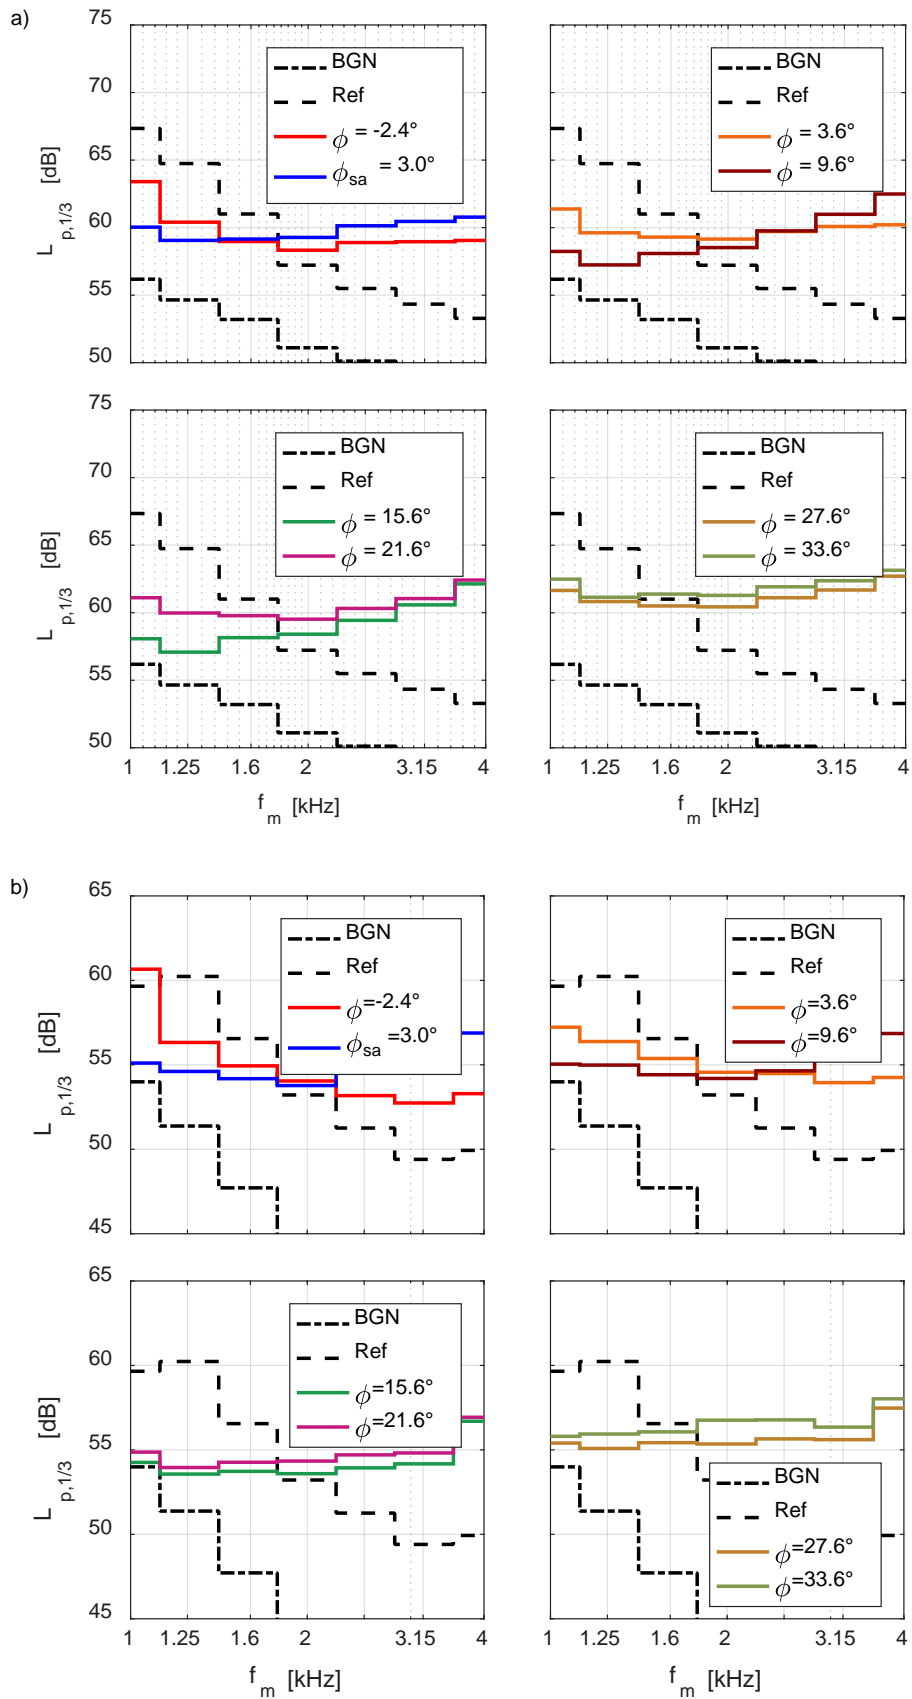 a)
75
70
65
60
55
50
L p,1/3 [dB]
BGN
Ref
ϕ = -2.4°
ϕsa = 3.0°
BGN
Ref
ϕ = 3.6°
ϕ = 9.6°
75
70
65
60
55
50
L p,1/3 [dB]
BGN
Ref
ϕ = 15.6°
ϕ = 21.6°
1 1.25 1.6 2 3.15 4
f m [kHz]
BGN
Ref
ϕ = 27.6°
ϕ = 33.6°
1 1.25 1.6 2 3.15 4
f m [kHz]
b)
65
60
55
50
45
L p,1/3 [dB]
BGN
Ref
ϕ=-2.4°
ϕsa =3.0°
BGN
Ref
ϕ=3.6°
ϕ=9.6°
65
60
55
50
45
L p,1/3 [dB]
BGN
Ref
ϕ=15.6°
ϕ=21.6°
1 1.25 1.6 2 3.15 4
f m [kHz]
BGN
Ref
ϕ=27.6°
ϕ=33.6°
1 1.25 1.6 2 3.15 4
f m [kHz]